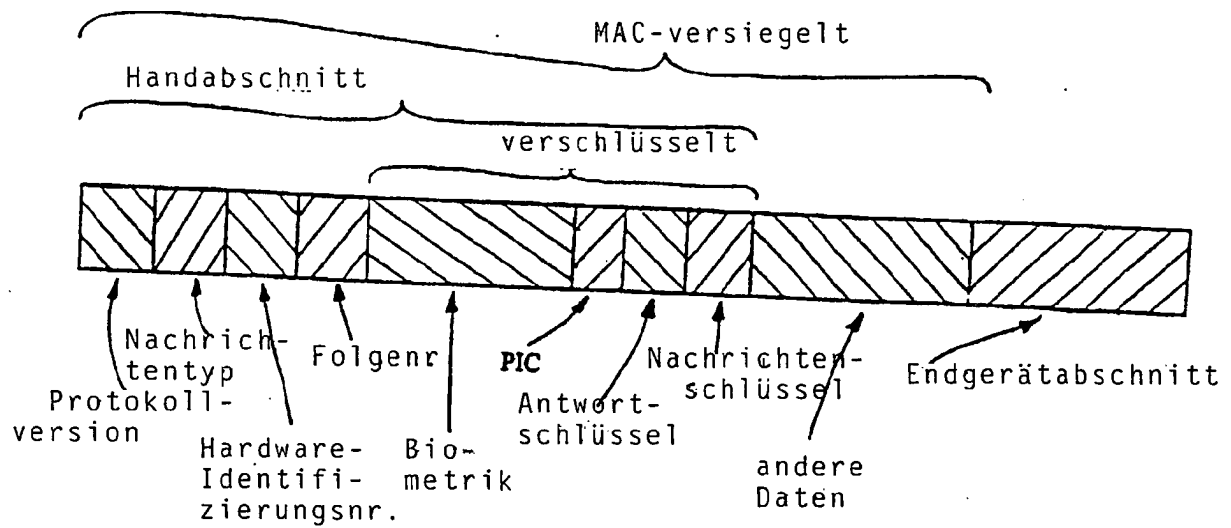 MAC-versiegelt
Handabschnitt
verschlüsselt
Nachrich-
tentyp
Protokoll-
version
Hardware-
Identifi-
zierungsnr.
Folgenr
Bio-
metrik
PIC
Antwort-
schlüssel
Nachrichten-
schlüssel
andere
Daten
Endgerätabschnitt